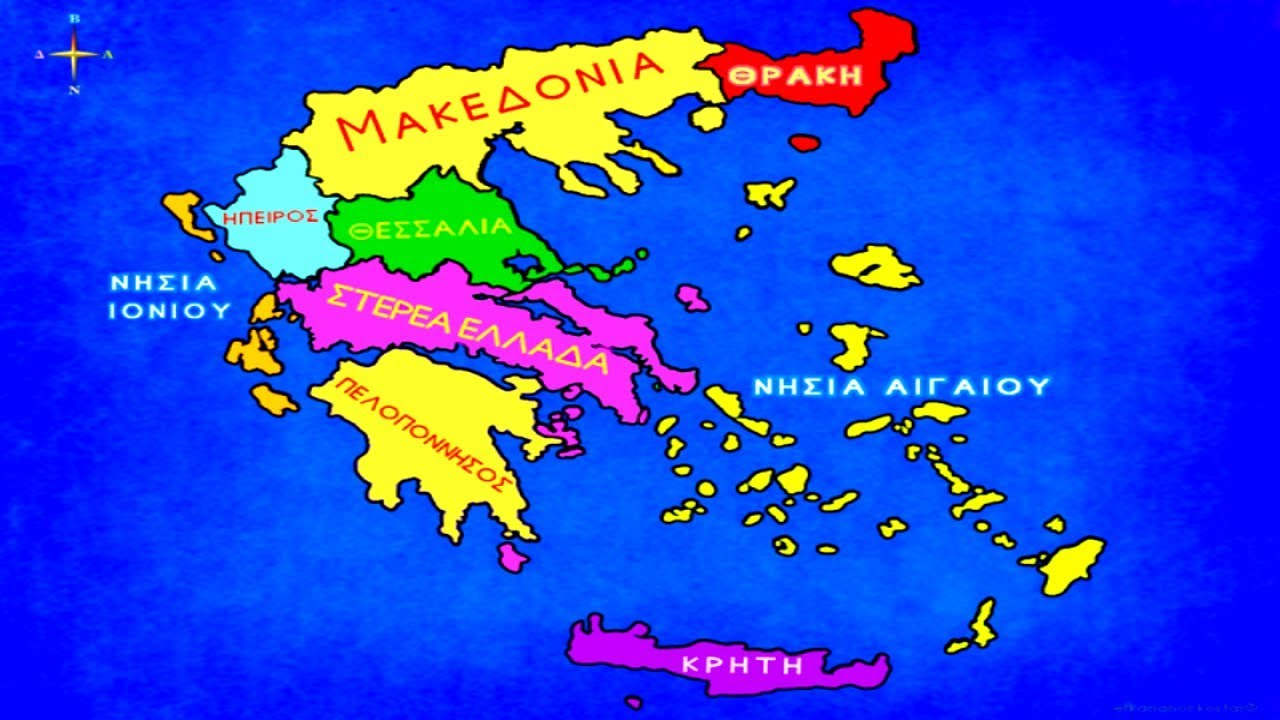 Β
Δ Α
Ν
ΜΑΚΕΔΟΝΙΑ
ΘΡΑΚΗ
ΗΠΕΙΡΟΣ
ΘΕΣΣΑΛΙΑ
ΝΗΣΙΑ
ΙΟΝΙΟΥ
ΣΤΕΡΕΑ ΕΛΛΑΔΑ
ΝΗΣΙΑ ΑΙΓΑΙΟΥ
ΠΕΛΟΠΟΝΝΗΣΟΣ
ΚΡΗΤΗ